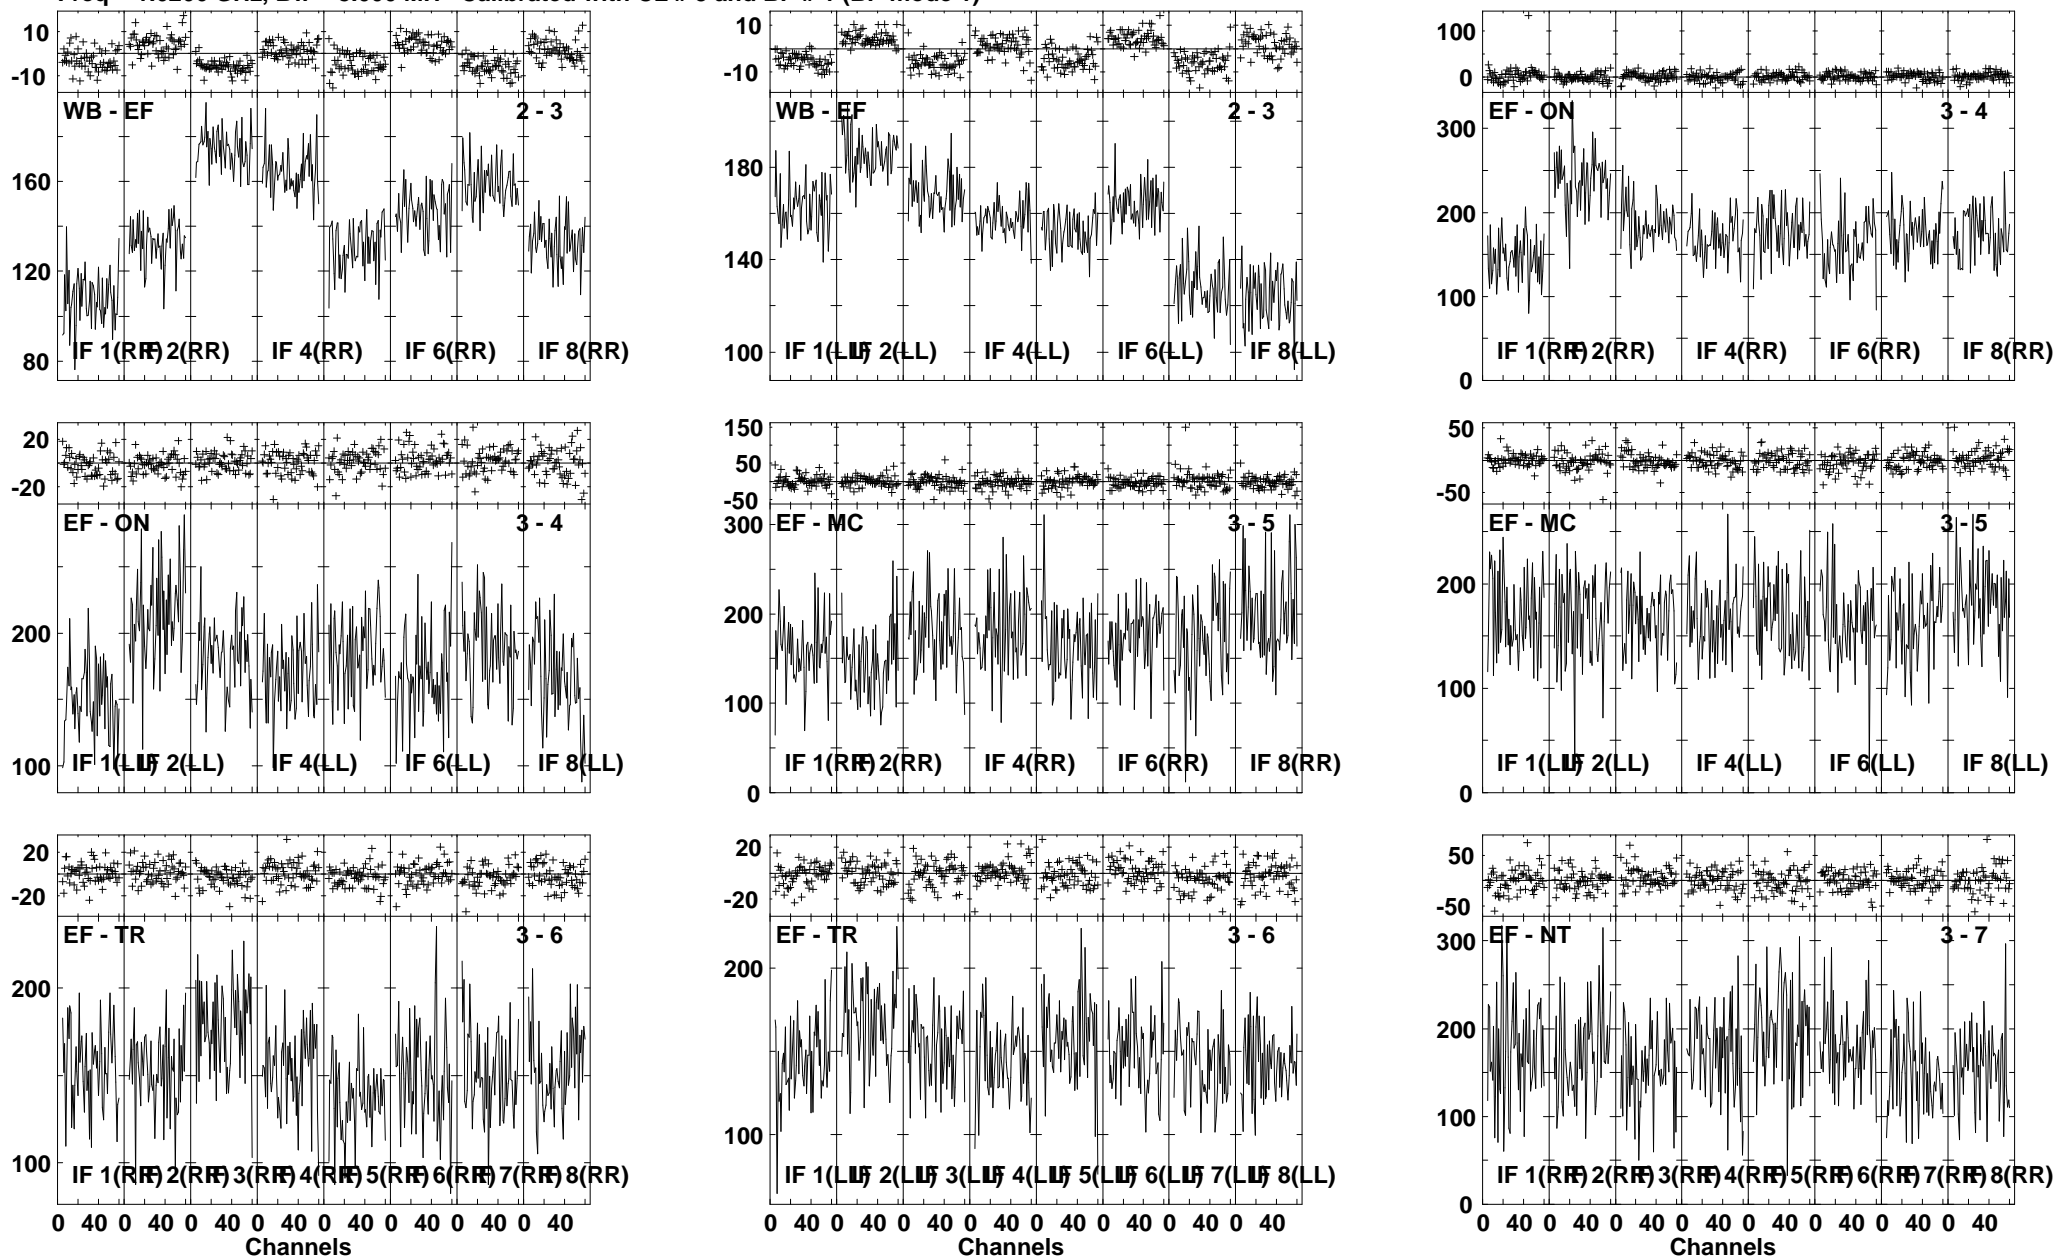 10
-10
WB - EF 2 - 3
160
120
80
IF 1(RR) IF 2(RR) IF 4(RR) IF 6(RR) IF 8(RR)
10
-10
WB - EF 2 - 3
180
140
100
IF 1(LL) IF 2(LL) IF 4(LL) IF 6(LL) IF 8(LL)
100
0
EF - ON 3 - 4
300
200
100
0
IF 1(RR) IF 2(RR) IF 4(RR) IF 6(RR) IF 8(RR)
20
-20
EF - ON 3 - 4
200
100
IF 1(LL) IF 2(LL) IF 4(LL) IF 6(LL) IF 8(LL)
150
50
-50
EF - MC 3 - 5
300
200
100
0
IF 1(RR) IF 2(RR) IF 4(RR) IF 6(RR) IF 8(RR)
50
-50
EF - MC 3 - 5
200
100
0
IF 1(LL) IF 2(LL) IF 4(LL) IF 6(LL) IF 8(LL)
20
-20
EF - TR 3 - 6
200
100
IF 1(RR) IF 2(RR) IF 3(RR) IF 4(RR) IF 5(RR) IF 6(RR) IF 7(RR) IF 8(RR)
0 40 0 40 0 40 0 40 0 40 0 40 0 40 0 40
Channels
20
-20
EF - TR 3 - 6
200
100
IF 1(LL) IF 2(LL) IF 3(LL) IF 4(LL) IF 5(LL) IF 6(LL) IF 7(LL) IF 8(LL)
0 40 0 40 0 40 0 40 0 40 0 40 0 40 0 40
Channels
50
-50
EF - NT 3 - 7
300
200
100
0
IF 1(RR) IF 2(RR) IF 3(RR) IF 4(RR) IF 5(RR) IF 6(RR) IF 7(RR) IF 8(RR)
0 40 0 40 0 40 0 40 0 40 0 40 0 40 0 40
Channels